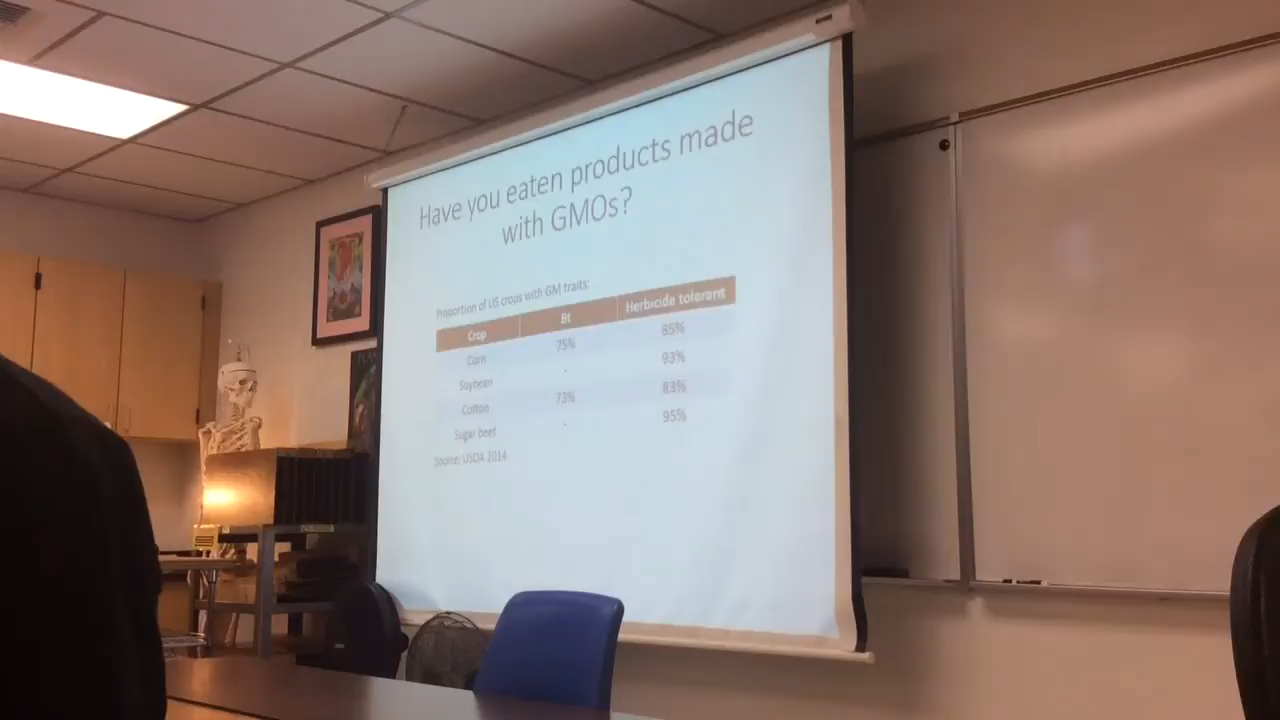 Have you eaten products made
with GMOs?
Proportion of US crops with GM traits:
Crop Bt Herbicide tolerant
Corn 75% 85%
Soybean . 93%
Cotton 73% 83%
Sugar beet . 95%
Source: USDA 2014